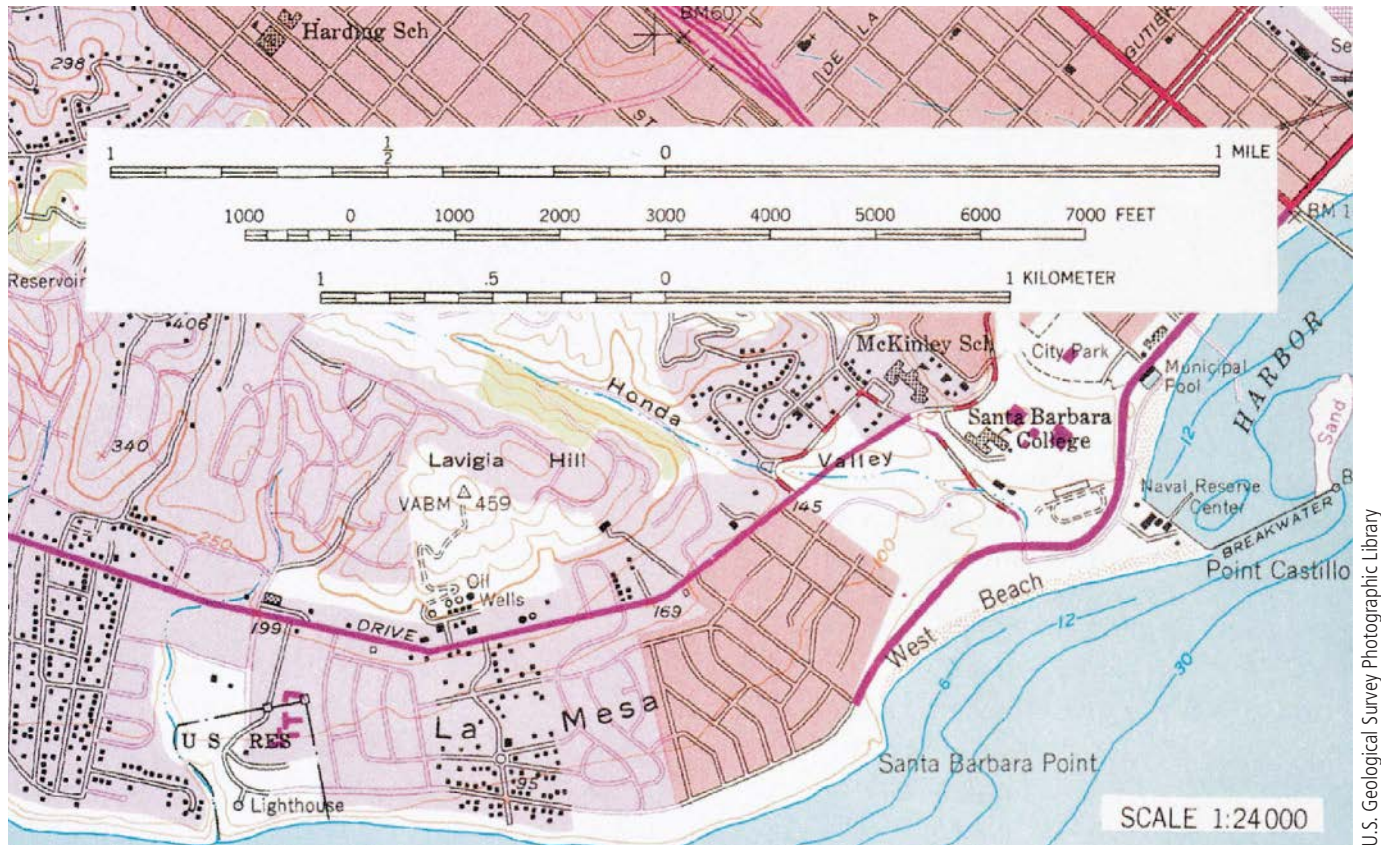 Harding Sch
BM60
DE LA
GUTIER
Se
298
ST
1 ½ 0 1 MILE
1000 0 1000 2000 3000 4000 5000 6000 7000 FEET
BM 1
Reservoir
1 .5 0 1 KILOMETER
406
McKinley Sch
City Park
Municipal
Pool
HARBOR
Sand
Honda
Valley
Santa Barbara
College
12
340
Lavigia Hill
VABM 459
145
Naval Reserve
Center
B
BREAKWATER
250
100
Point Castillo
Oil
Wells
Beach
199
DRIVE
169
12
West
30
6
La Mesa
U S RES
Santa Barbara Point
95
Lighthouse
SCALE 1:24000
U.S. Geological Survey Photographic Library